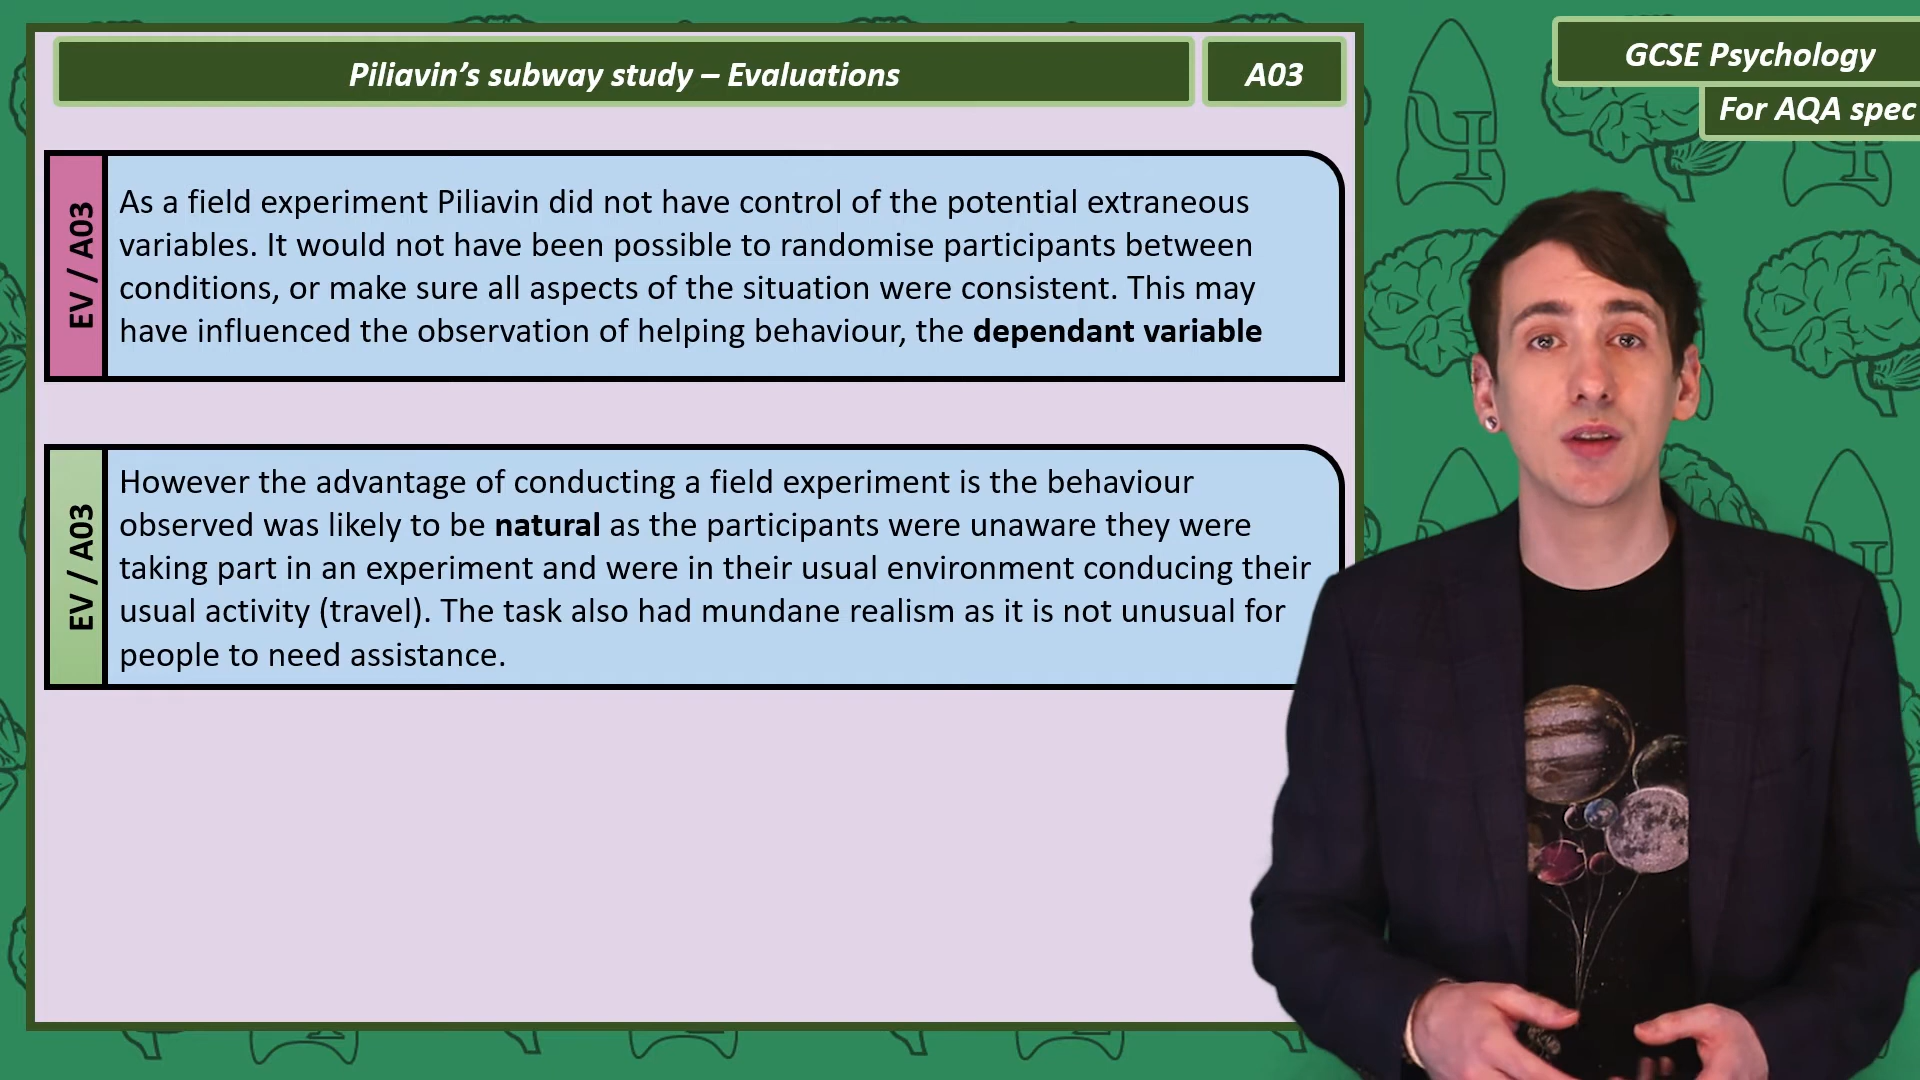 Piliavin’s subway study – Evaluations
A03
GCSE Psychology
For AQA spec
EV / A03
As a field experiment Piliavin did not have control of the potential extraneous
variables. It would not have been possible to randomise participants between
conditions, or make sure all aspects of the situation were consistent. This may
have influenced the observation of helping behaviour, the dependant variable
EV / A03
However the advantage of conducting a field experiment is the behaviour
observed was likely to be natural as the participants were unaware they were
taking part in an experiment and were in their usual environment conducing their
usual activity (travel). The task also had mundane realism as it is not unusual for
people to need assistance.